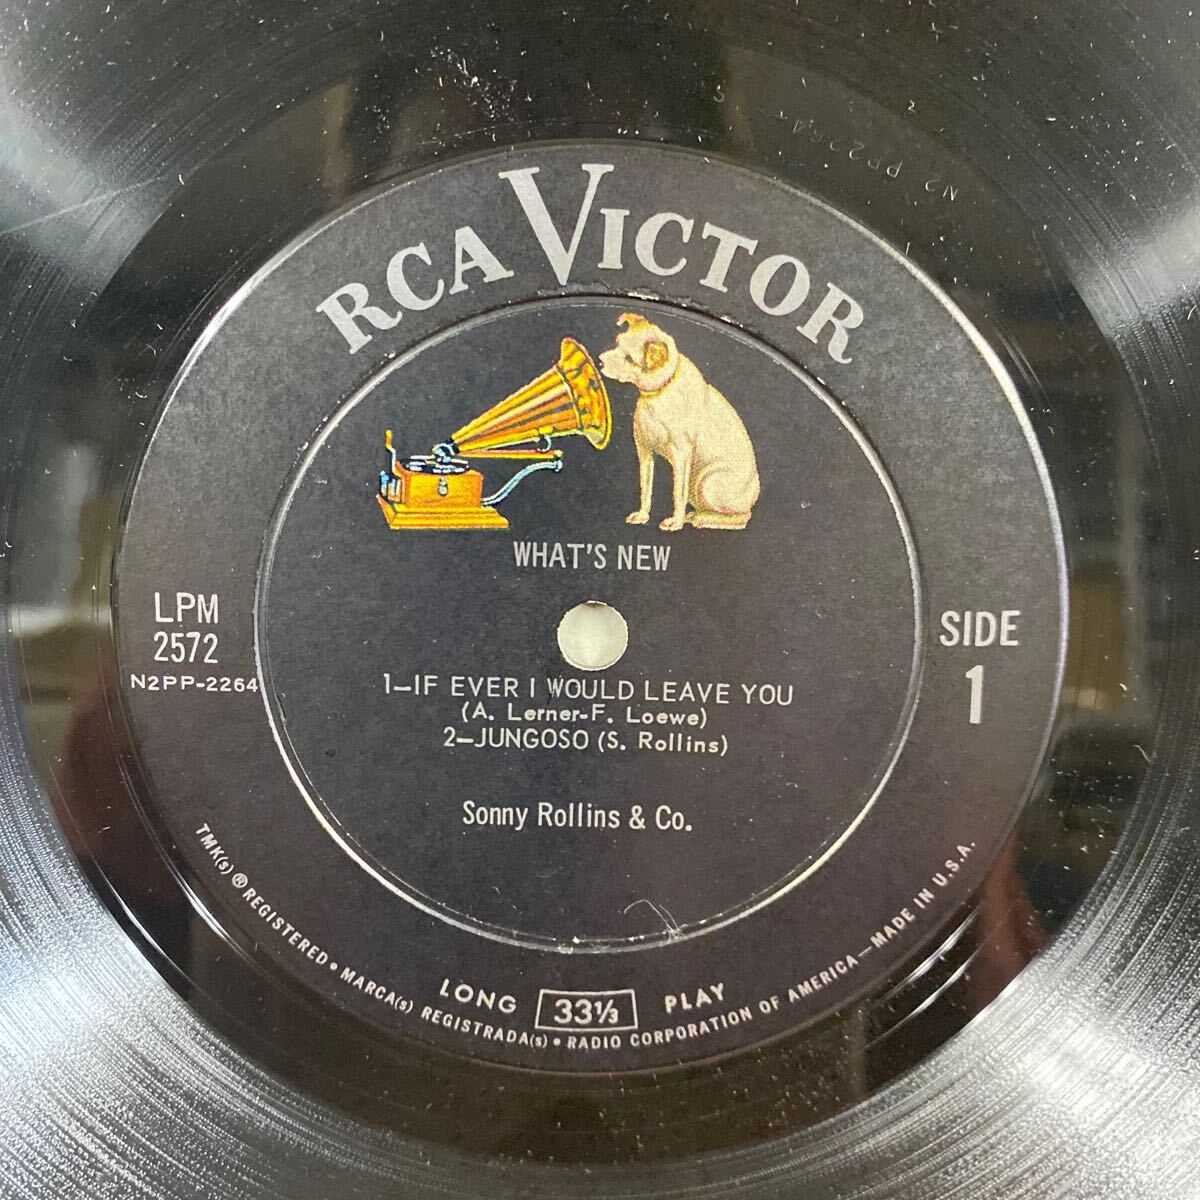 RCA VICTOR
WHAT'S NEW
LPM
2572
N2PP-2264
SIDE
1
1–IF EVER I WOULD LEAVE YOU
(A. Lerner-F. Loewe)
2–JUNGOSO (S. Rollins)
Sonny Rollins & Co.
LONG 33⅓ PLAY
TMK(s) ® REGISTERED • MARCA(s) REGISTRADA(s) • RADIO CORPORATION OF AMERICA—MADE IN U.S.A.